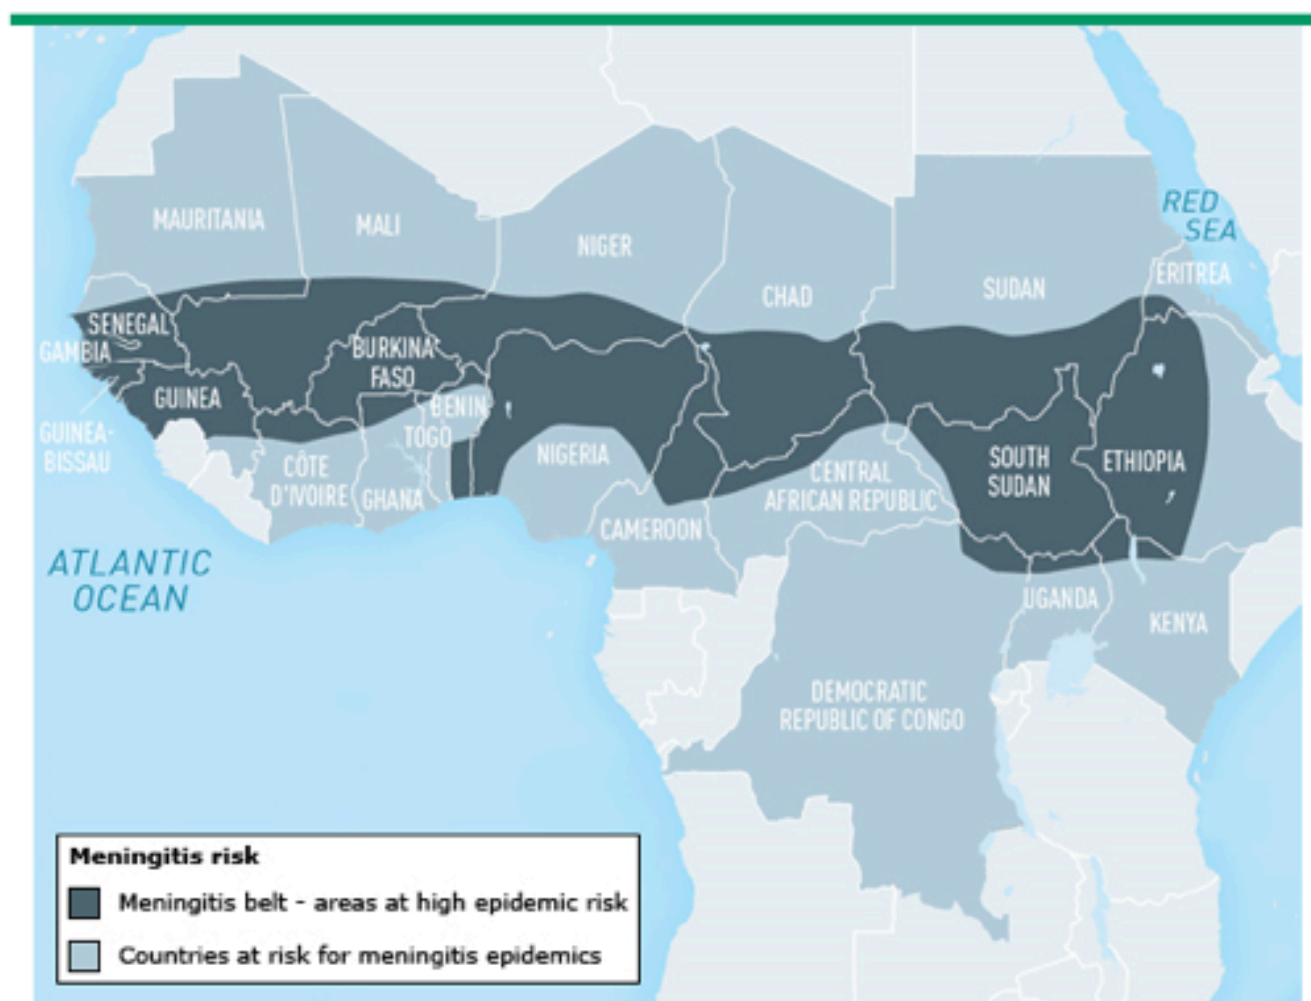 RED
SEA
MAURITANIA
MALI
NIGER
CHAD
SUDAN
ERITREA
SENEGAL
GAMBIA
BURKINA
FASO
GUINEA
BENIN
TOGO
GUINEA-
BISSAU
CÔTE
D'IVOIRE
GHANA
NIGERIA
CAMEROON
CENTRAL
AFRICAN REPUBLIC
SOUTH
SUDAN
ETHIOPIA
ATLANTIC
OCEAN
UGANDA
KENYA
DEMOCRATIC
REPUBLIC OF CONGO
Meningitis risk
Meningitis belt - areas at high epidemic risk
Countries at risk for meningitis epidemics